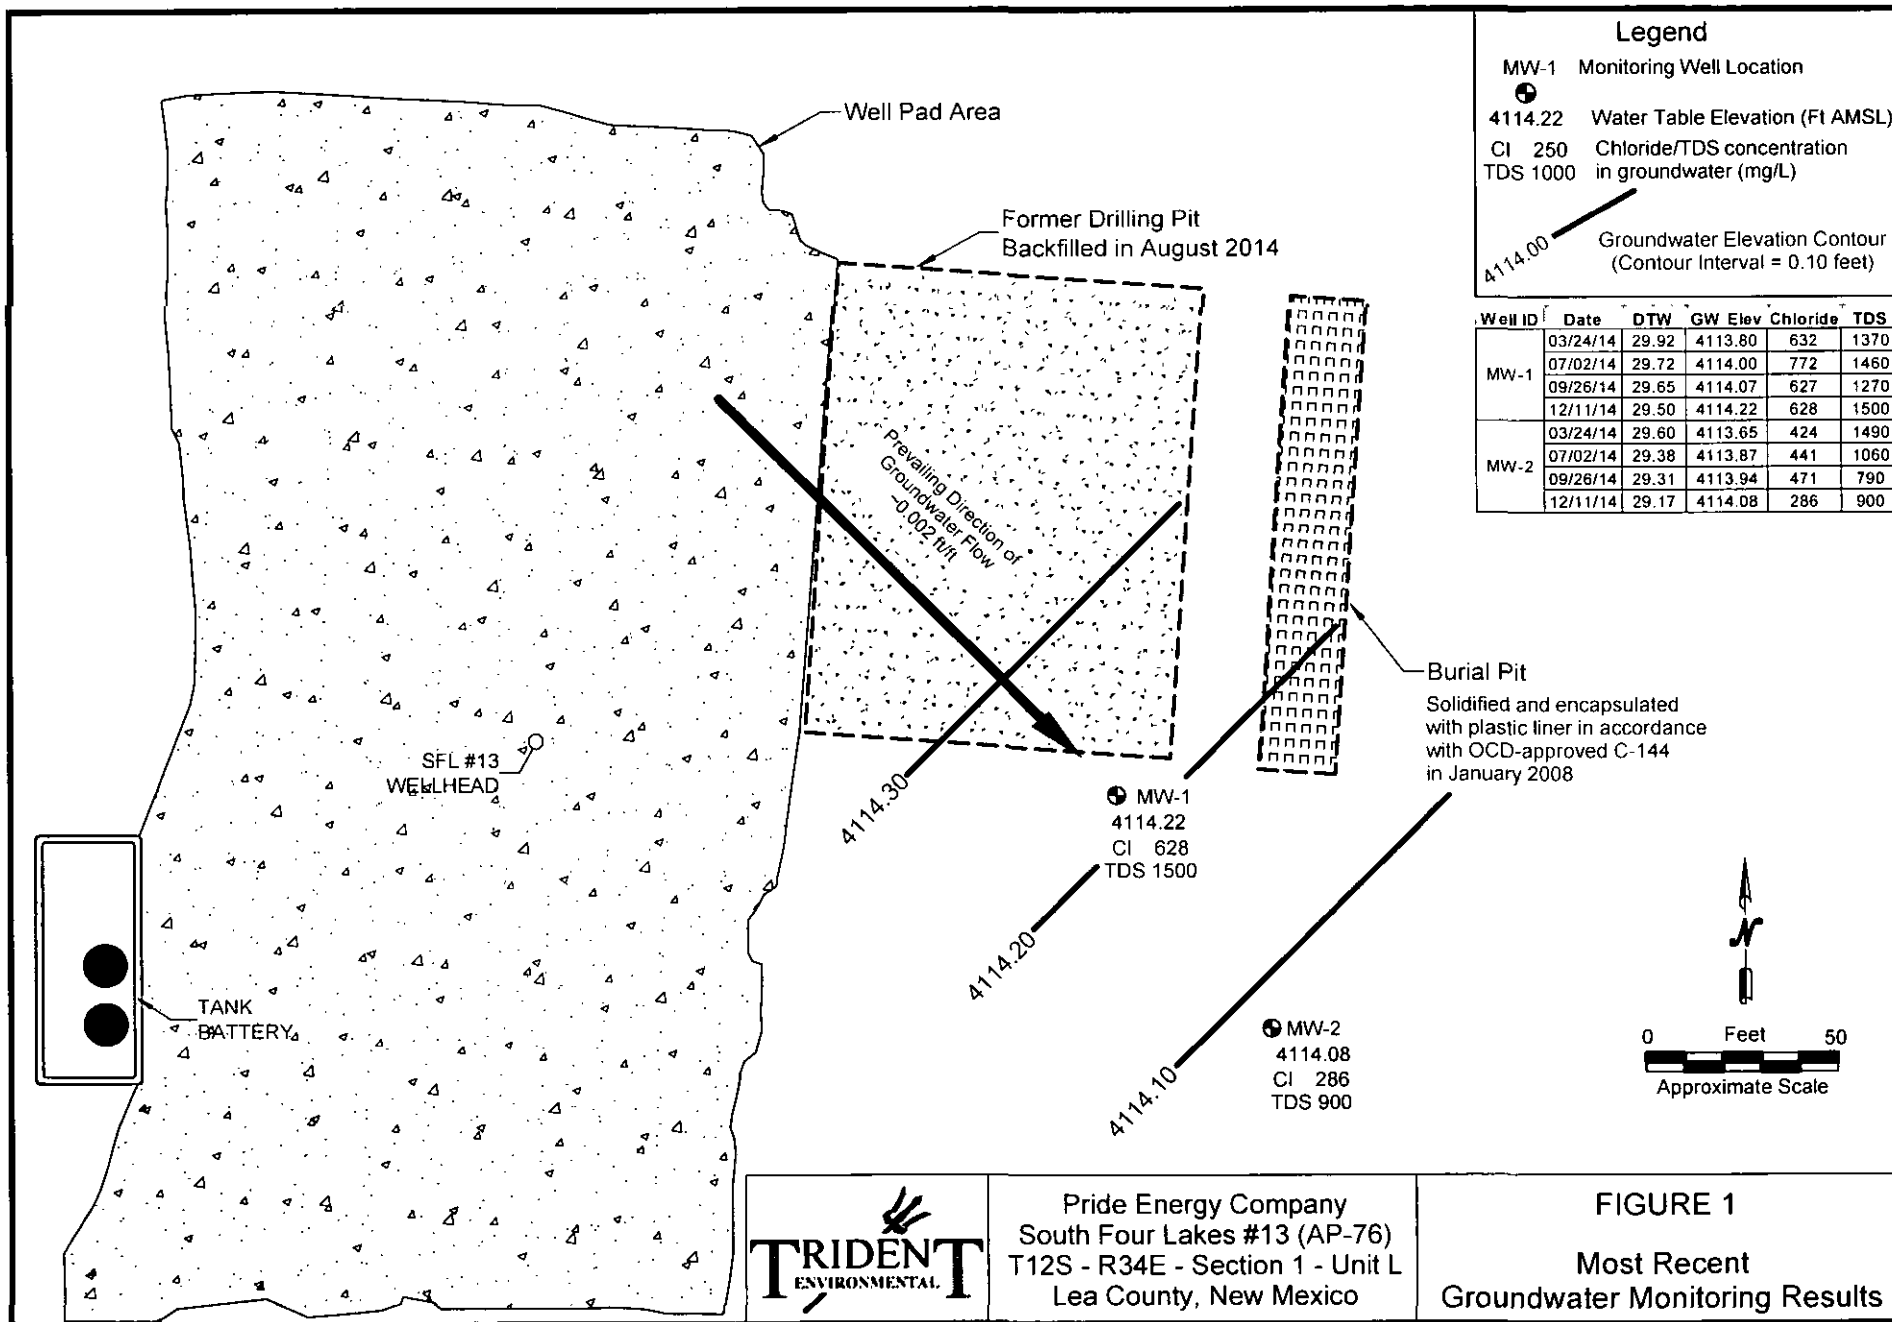 Legend
MW-1 Monitoring Well Location
4114.22 Water Table Elevation (Ft AMSL)
Cl 250 Chloride/TDS concentration
TDS 1000 in groundwater (mg/L)
4114.00
Groundwater Elevation Contour
(Contour Interval = 0.10 feet)
Well ID Date DTW GW Elev Chloride TDS
MW-1
03/24/14 29.92 4113.80 632 1370
07/02/14 29.72 4114.00 772 1460
09/26/14 29.65 4114.07 627 1270
12/11/14 29.50 4114.22 628 1500
MW-2
03/24/14 29.60 4113.65 424 1490
07/02/14 29.38 4113.87 441 1060
09/26/14 29.31 4113.94 471 790
12/11/14 29.17 4114.08 286 900
Well Pad Area
Former Drilling Pit
Backfilled in August 2014
Prevailing Direction of
Groundwater Flow
~0.002 ft/ft
Burial Pit
Solidified and encapsulated
with plastic liner in accordance
with OCD-approved C-144
in January 2008
SFL #13
WELLHEAD
4114.30
MW-1
4114.22
Cl 628
TDS 1500
4114.20
TANK
BATTERY
MW-2
4114.08
Cl 286
TDS 900
4114.10
N
0 Feet 50
Approximate Scale
TRIDENT
ENVIRONMENTAL
Pride Energy Company
South Four Lakes #13 (AP-76)
T12S - R34E - Section 1 - Unit L
Lea County, New Mexico
FIGURE 1
Most Recent
Groundwater Monitoring Results